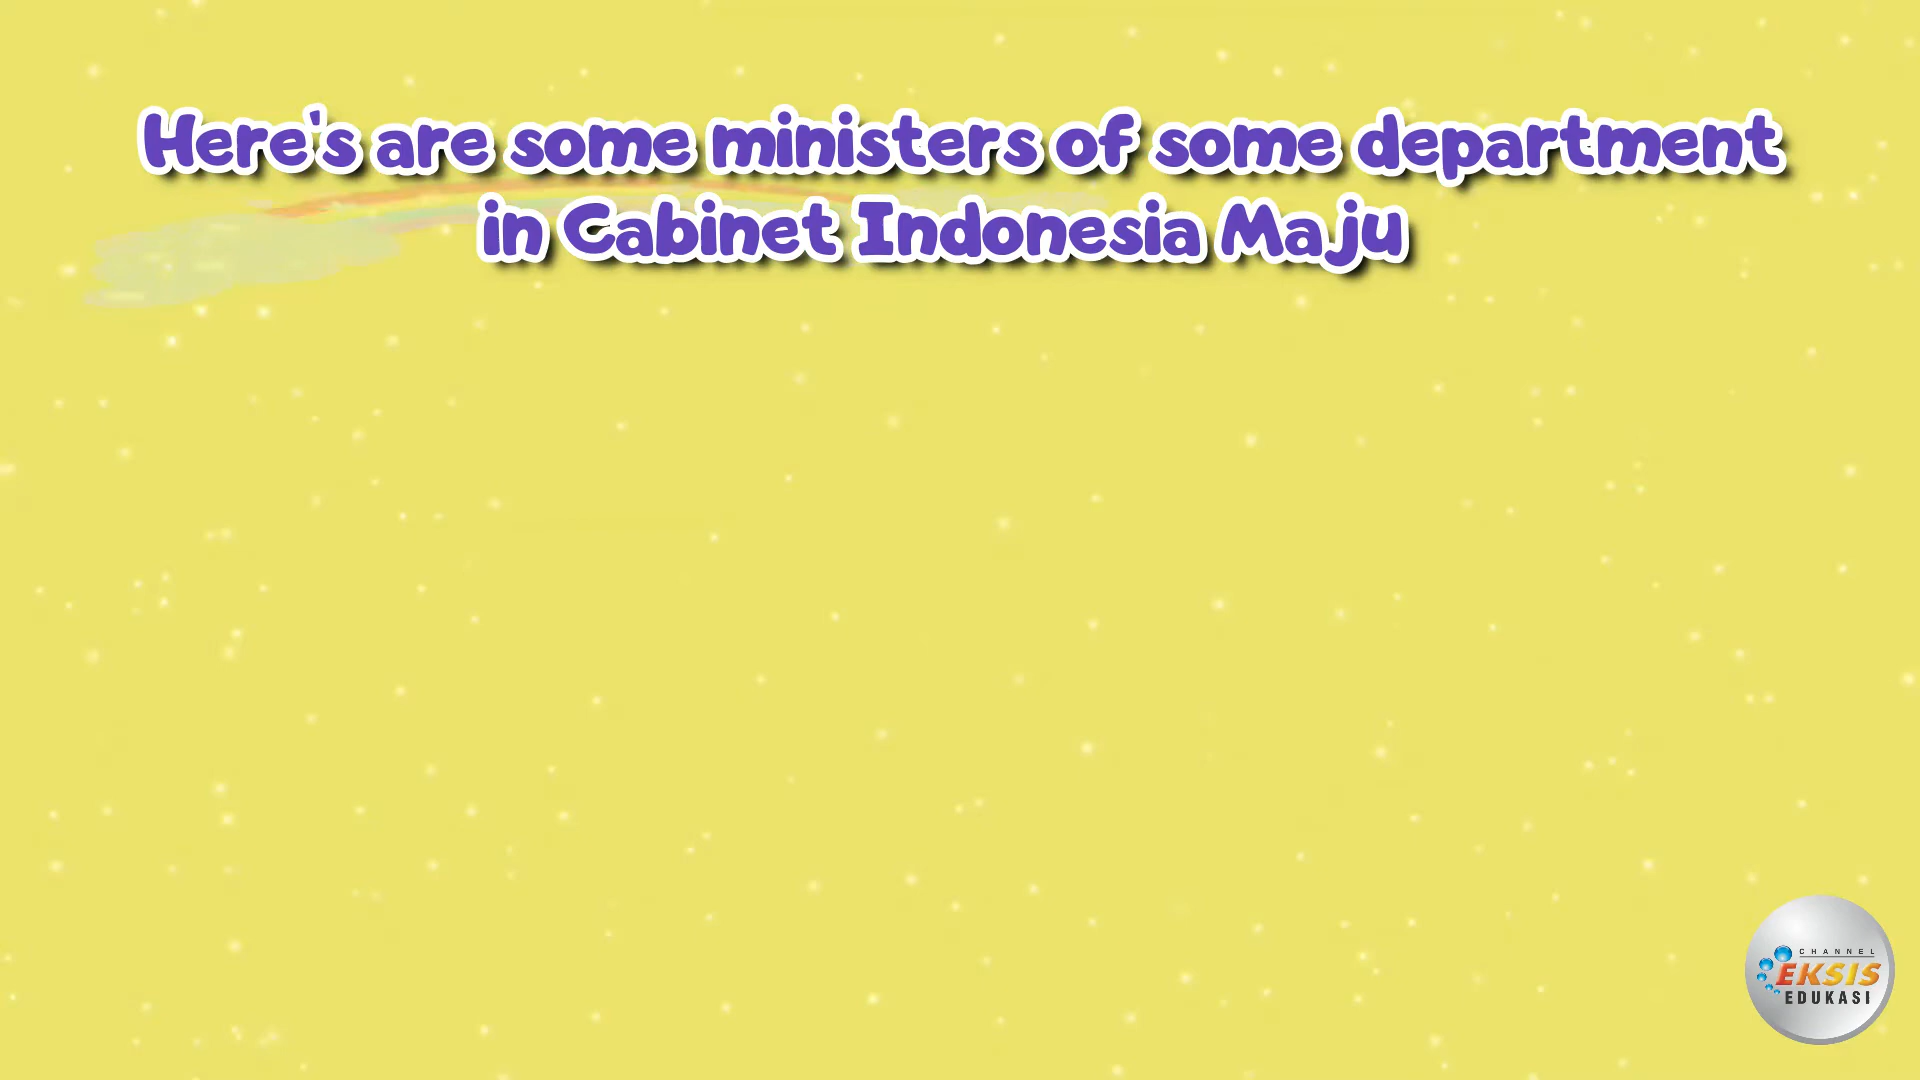 Here's are some ministers of some department
in Cabinet Indonesia Maju
CHANNEL
EKSIS
EDUKASI